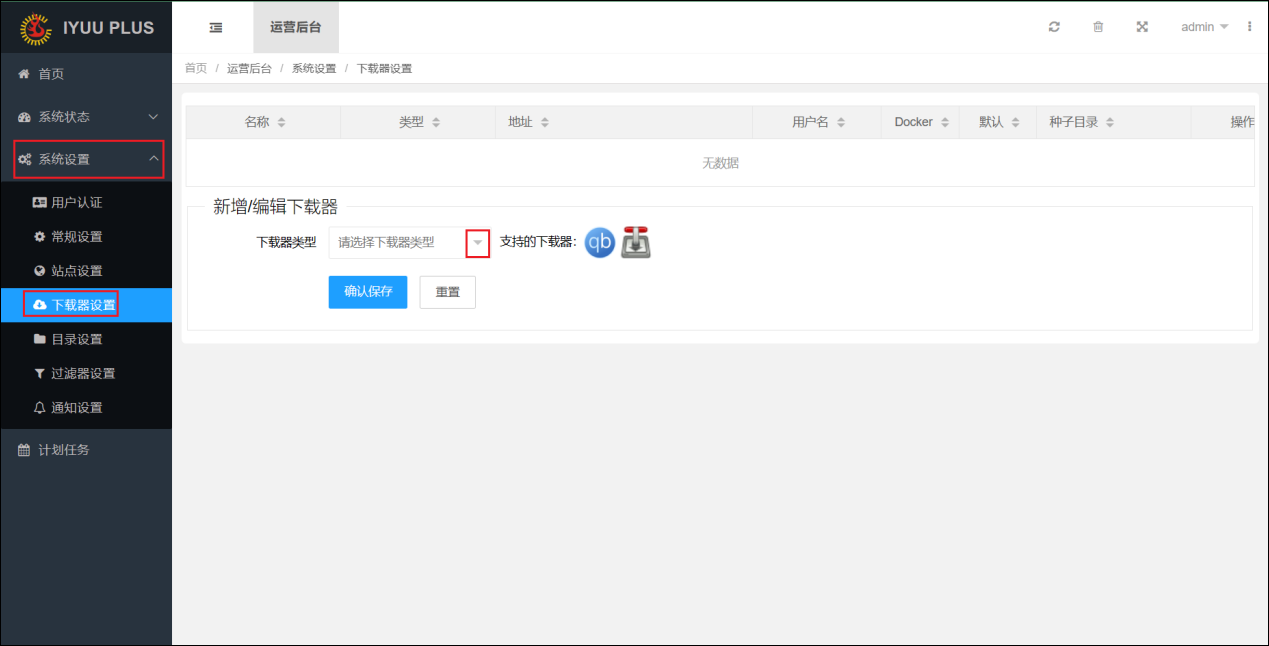 IYUU PLUS
运营后台
admin
首页 / 运营后台 / 系统设置 / 下载器设置
首页
系统状态
系统设置
用户认证
常规设置
站点设置
下载器设置
目录设置
过滤器设置
通知设置
计划任务
名称 类型 地址 用户名 Docker 默认 种子目录 操作
无数据
新增/编辑下载器
下载器类型 请选择下载器类型 支持的下载器: qb
确认保存 重置